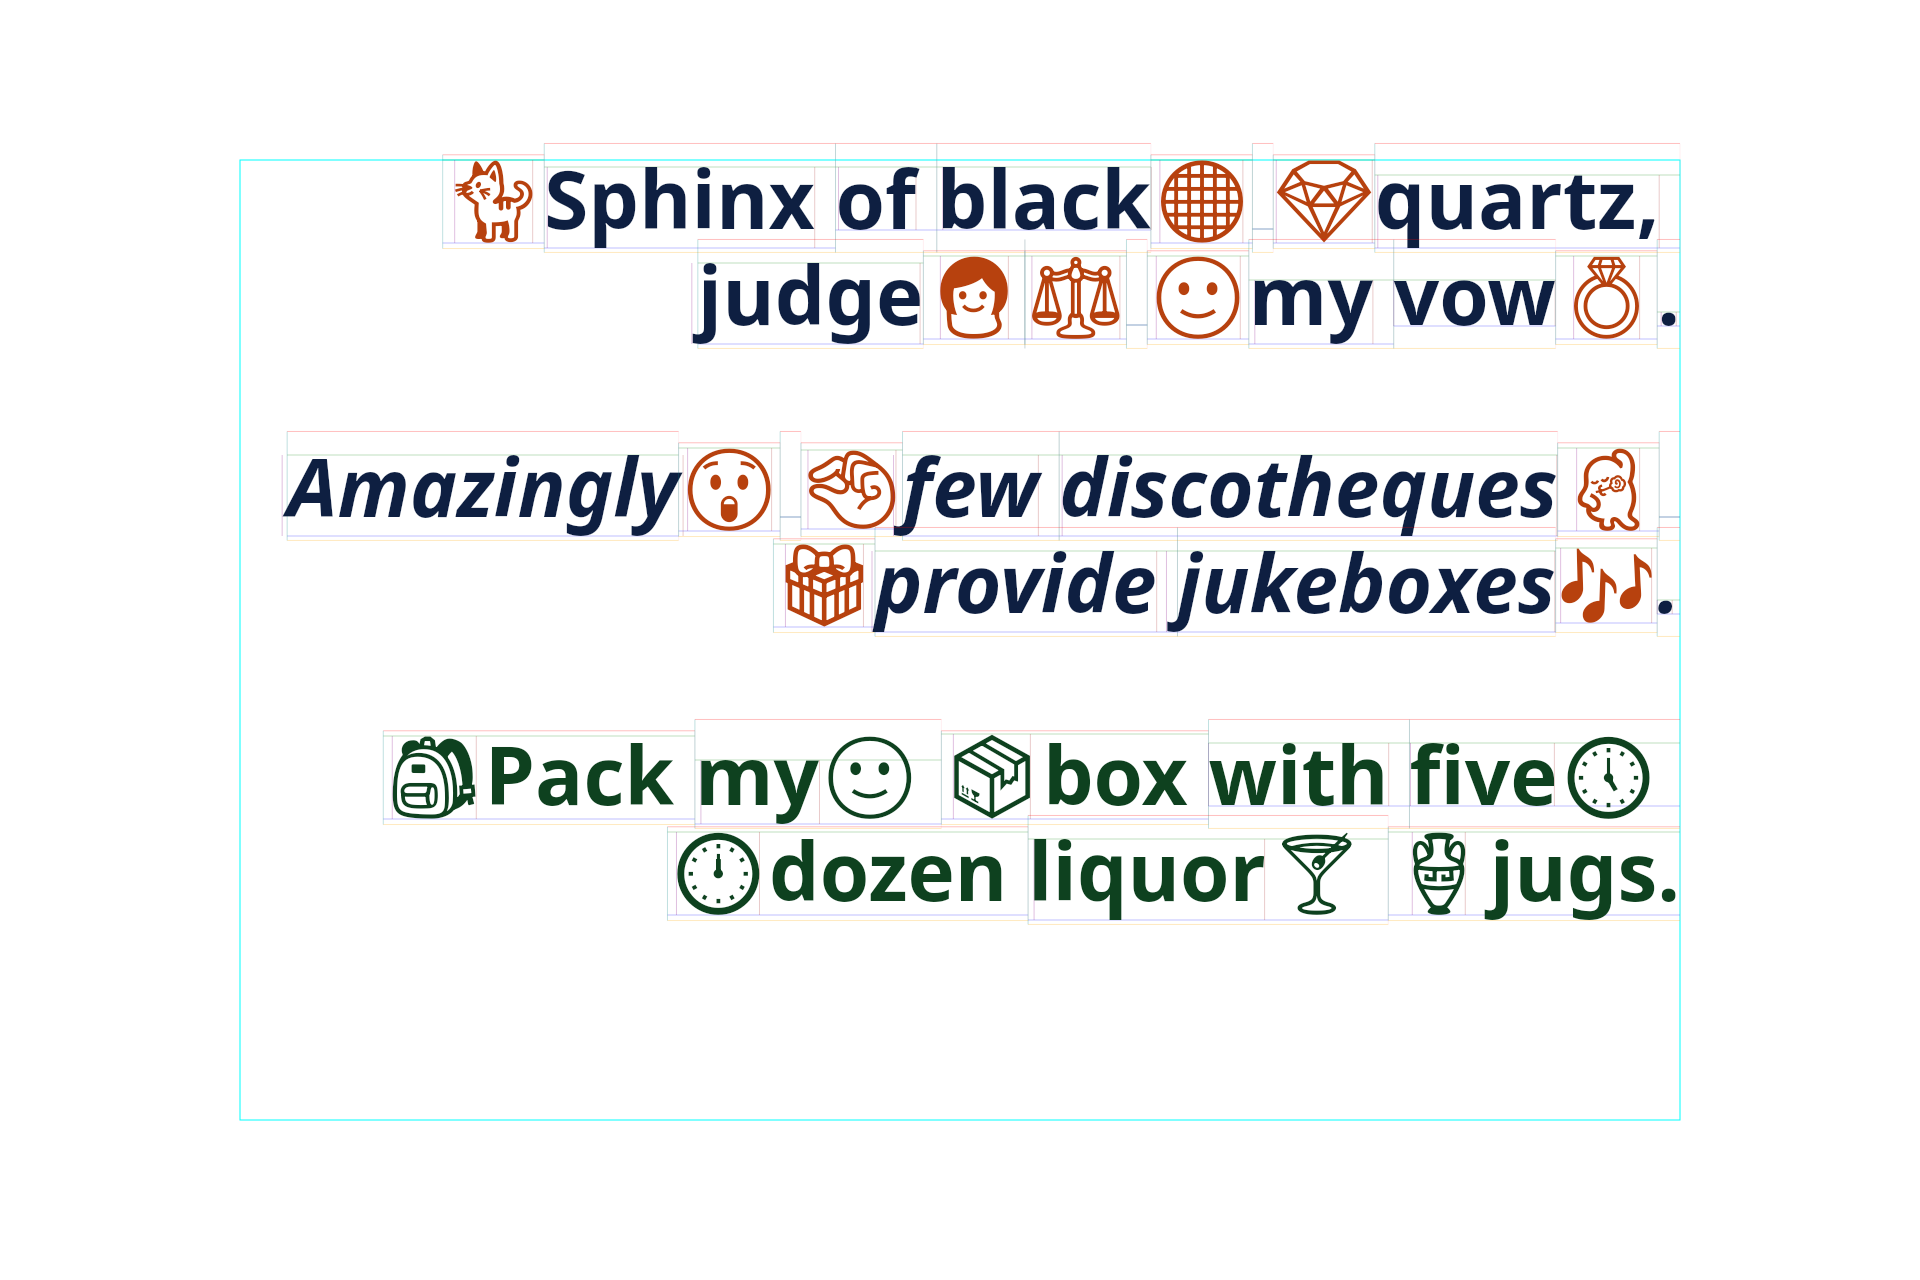 🐈Sphinx of black🌐 💎quartz,
judge👩⚖ 🙂my vow💍.
Amazingly😲 🤏few discotheques🕺
🎁provide jukeboxes🎶.
🎒Pack my🙂 📦box with five🕔
🕛dozen liquor🍸 🏺jugs.